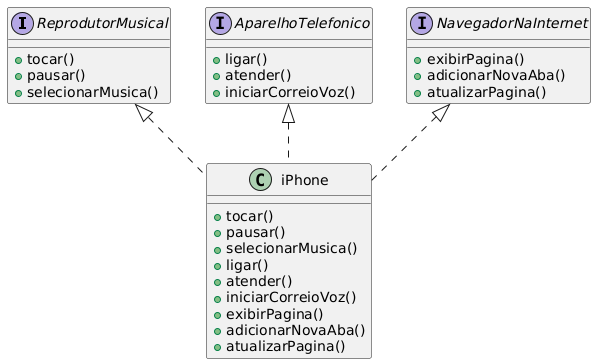 I ReprodutorMusical
tocar()
pausar()
selecionarMusica()
I AparelhoTelefonico
ligar()
atender()
iniciarCorreioVoz()
I NavegadorNaInternet
exibirPagina()
adicionarNovaAba()
atualizarPagina()
C iPhone
tocar()
pausar()
selecionarMusica()
ligar()
atender()
iniciarCorreioVoz()
exibirPagina()
adicionarNovaAba()
atualizarPagina()